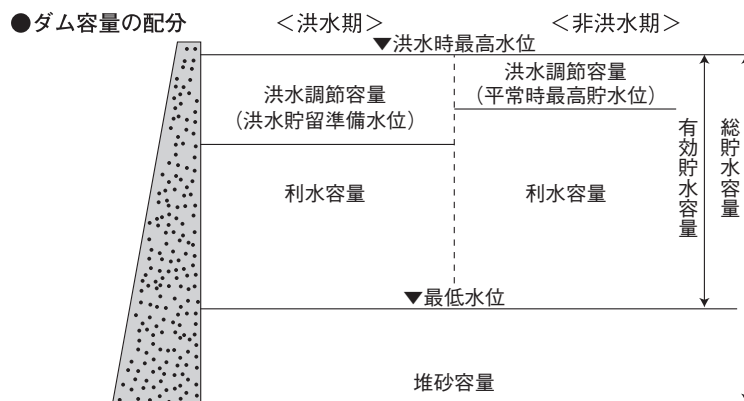 ●ダム容量の配分
＜洪水期＞
＜非洪水期＞
▼洪水時最高水位
洪水調節容量
（洪水貯留準備水位）
洪水調節容量
（平常時最高貯水位）
利水容量
利水容量
有効貯水容量
総貯水容量
▼最低水位
堆砂容量